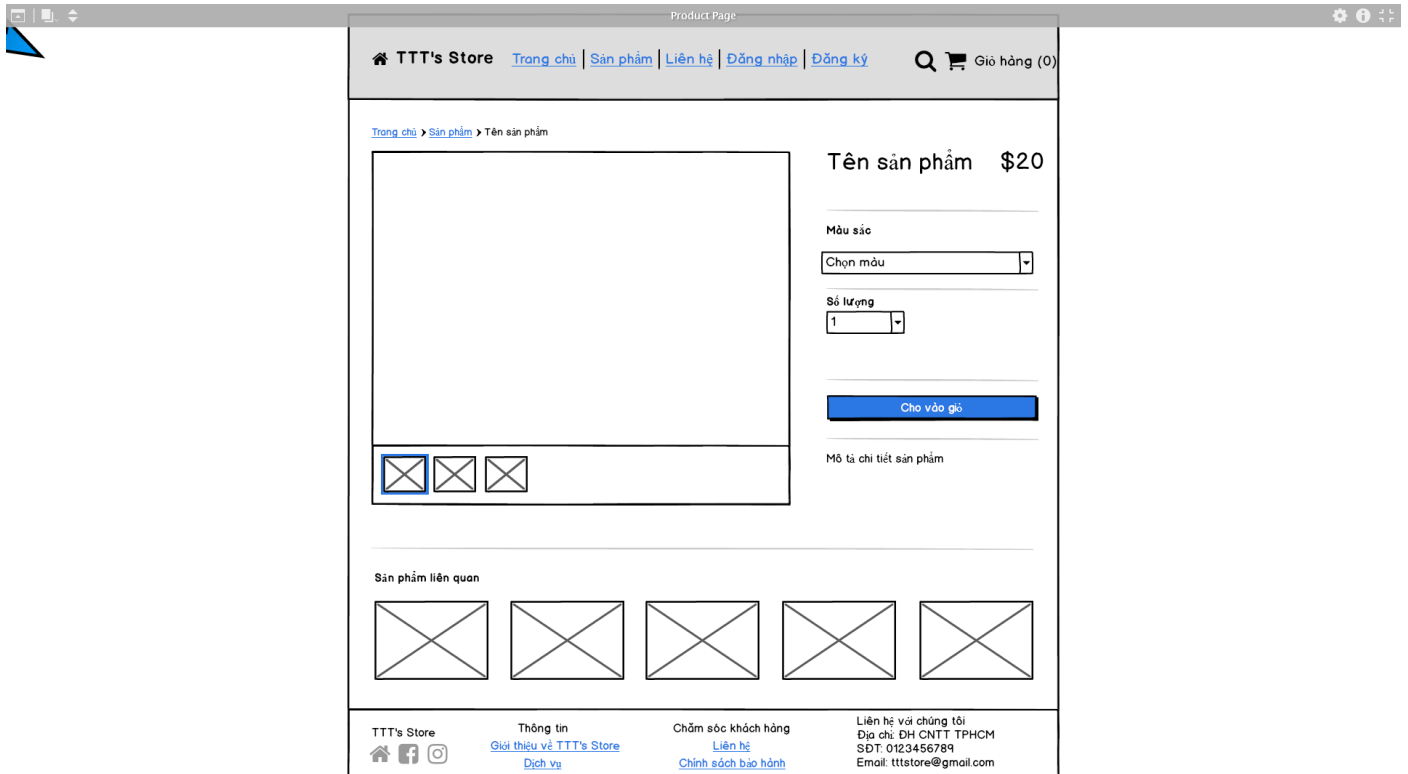 Product Page
TTT's Store Trang chủ Sản phẩm Liên hệ Đăng nhập Đăng ký Giỏ hàng (0)
Trang chủ Sản phẩm Tên sản phẩm
Tên sản phẩm $20
Màu sắc
Chọn màu
Số lượng
1
Cho vào giỏ
Mô tả chi tiết sản phẩm
Sản phẩm liên quan
TTT's Store
Thông tin
Giới thiệu về TTT's Store
Dịch vụ
Chăm sóc khách hàng
Liên hệ
Chính sách bảo hành
Liên hệ với chúng tôi
Địa chỉ: ĐH CNTT TPHCM
SĐT: 0123456789
Email: tttstore@gmail.com